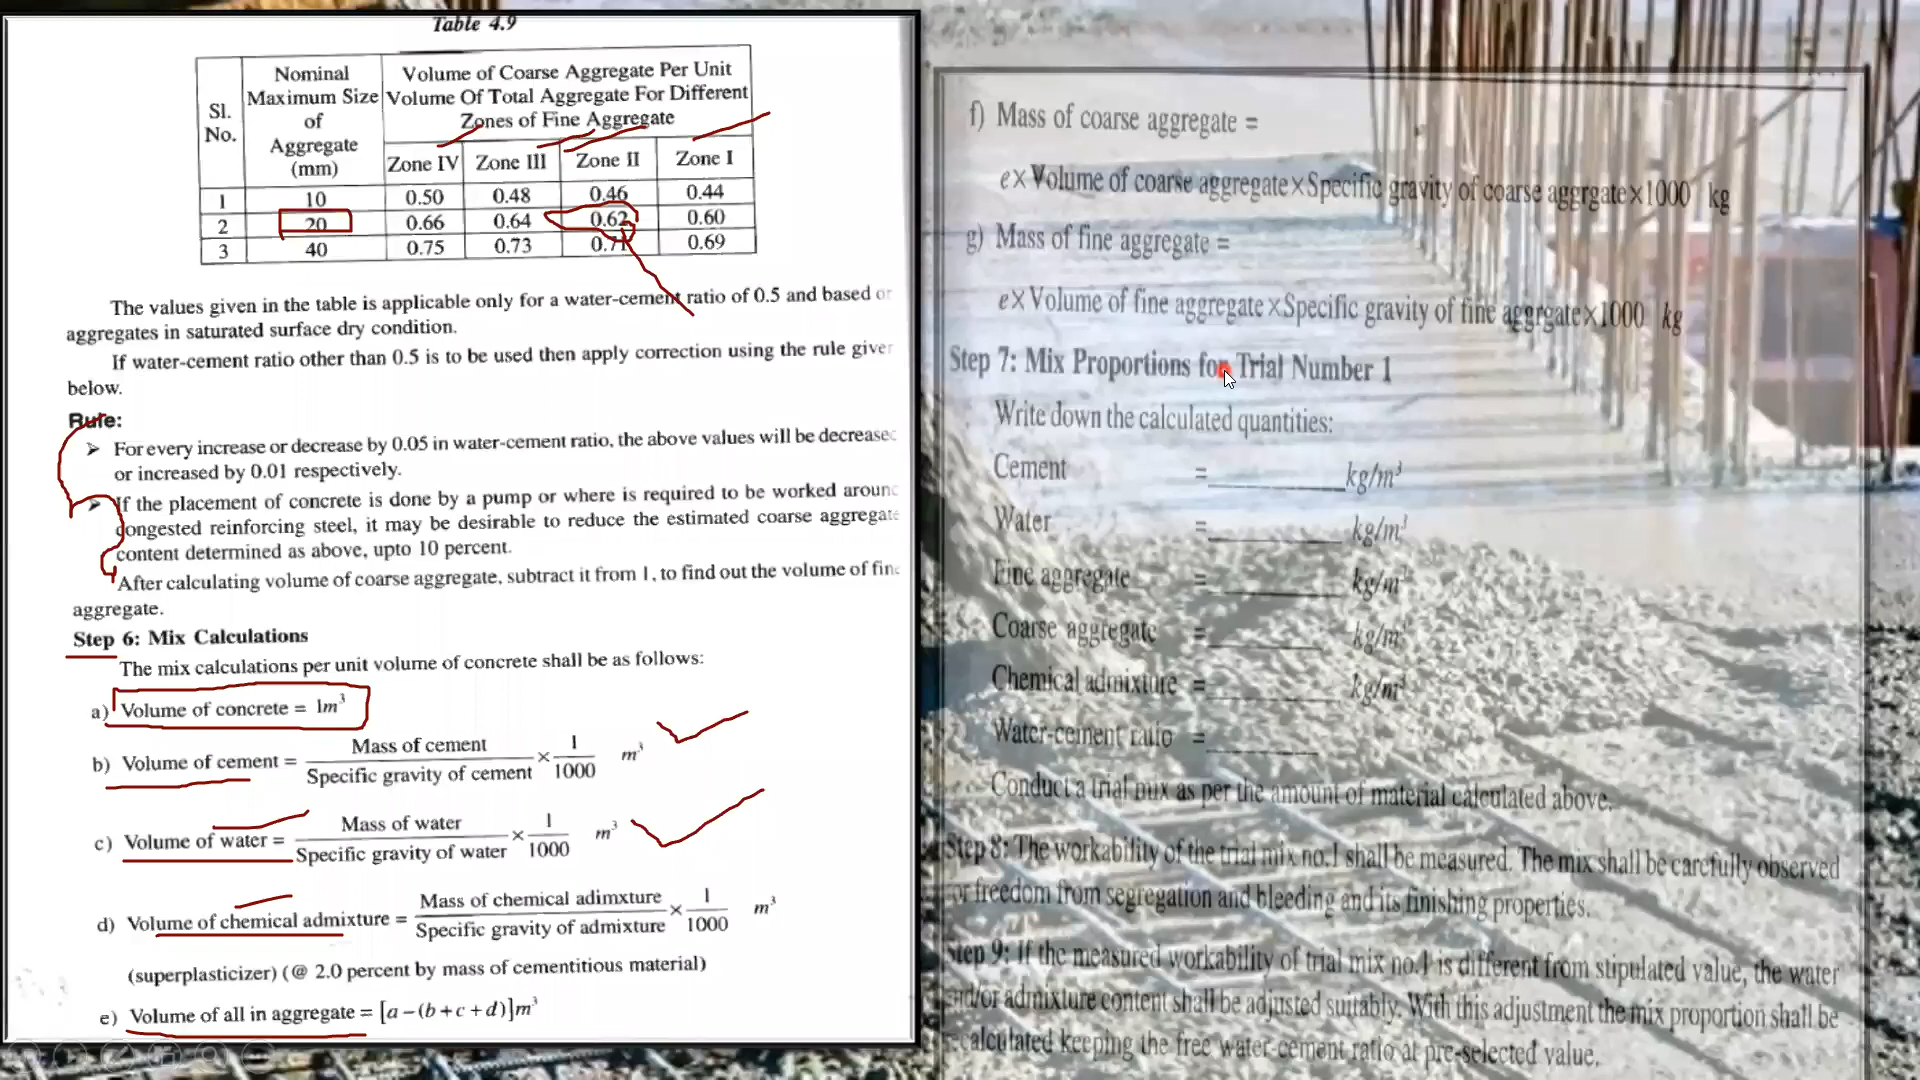 Table 4.9
Sl. No. | Nominal Maximum Size of Aggregate (mm) | Volume of Coarse Aggregate Per Unit Volume Of Total Aggregate For Different Zones of Fine Aggregate
Zone IV | Zone III | Zone II | Zone I
1 | 10 | 0.50 | 0.48 | 0.46 | 0.44
2 | 20 | 0.66 | 0.64 | 0.62 | 0.60
3 | 40 | 0.75 | 0.73 | 0.71 | 0.69
The values given in the table is applicable only for a water-cement ratio of 0.5 and based or
aggregates in saturated surface dry condition.
If water-cement ratio other than 0.5 is to be used then apply correction using the rule giver
below.
Rule:
➢ For every increase or decrease by 0.05 in water-cement ratio, the above values will be decreased
or increased by 0.01 respectively.
➢ If the placement of concrete is done by a pump or where is required to be worked around
congested reinforcing steel, it may be desirable to reduce the estimated coarse aggregate
content determined as above, upto 10 percent.
After calculating volume of coarse aggregate, subtract it from 1, to find out the volume of fine
aggregate.
Step 6: Mix Calculations
The mix calculations per unit volume of concrete shall be as follows:
a) Volume of concrete = 1m³
b) Volume of cement = Mass of cement / Specific gravity of cement × 1/1000 m³
c) Volume of water = Mass of water / Specific gravity of water × 1/1000 m³
d) Volume of chemical admixture = Mass of chemical adimxture / Specific gravity of admixture × 1/1000 m³
(superplasticizer) (@ 2.0 percent by mass of cementitious material)
e) Volume of all in aggregate = [a-(b+c+d)]m³
f) Mass of coarse aggregate =
e×Volume of coarse aggregate×Specific gravity of coarse aggrgate×1000 kg
g) Mass of fine aggregate =
e×Volume of fine aggregate×Specific gravity of fine aggrgate×1000 kg
Step 7: Mix Proportions for Trial Number 1
Write down the calculated quantities:
Cement = ________ kg/m³
Water = ________ kg/m³
Fine aggregate = ________ kg/m³
Coarse aggregate = ________ kg/m³
Chemical admixture = ________ kg/m³
Water-cement ratio = ________
Conduct a trial mix as per the amount of material calculated above.
Step 8: The workability of the trial mix no.1 shall be measured. The mix shall be carefully observed
for freedom from segregation and bleeding and its finishing properties.
Step 9: If the measured workability of trial mix no.1 is different from stipulated value, the water
and/or admixture content shall be adjusted suitably. With this adjustment the mix proportion shall be
recalculated keeping the free water-cement ratio at pre-selected value.